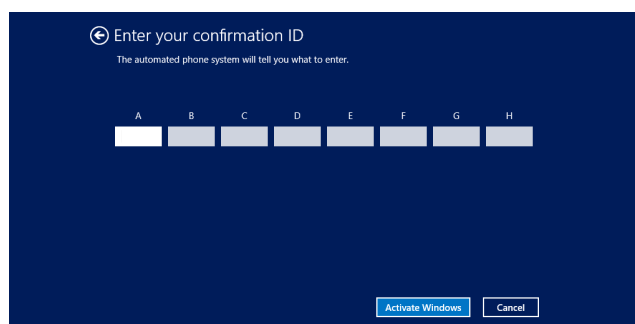 Enter your confirmation ID
The automated phone system will tell you what to enter.
A B C D E F G H
Activate Windows Cancel